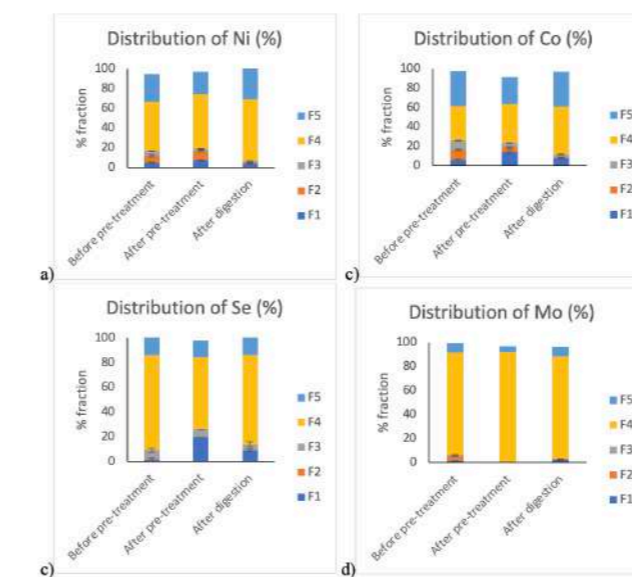 Distribution of Ni (%)
100
80
60
40
20
0
% fraction
Before pre-treatment
After pre-treatment
After digestion
F5
F4
F3
F2
F1
a)
Distribution of Co (%)
100
80
60
40
20
0
% fraction
Before pre-treatment
After pre-treatment
After digestion
F5
F4
F3
F2
F1
c)
Distribution of Se (%)
100
80
60
40
20
0
% fraction
Before pre-treatment
After pre-treatment
After digestion
F5
F4
F3
F2
F1
c)
Distribution of Mo (%)
100
80
60
40
20
0
% fraction
Before pre-treatment
After pre-treatment
After digestion
F5
F4
F3
F2
F1
d)